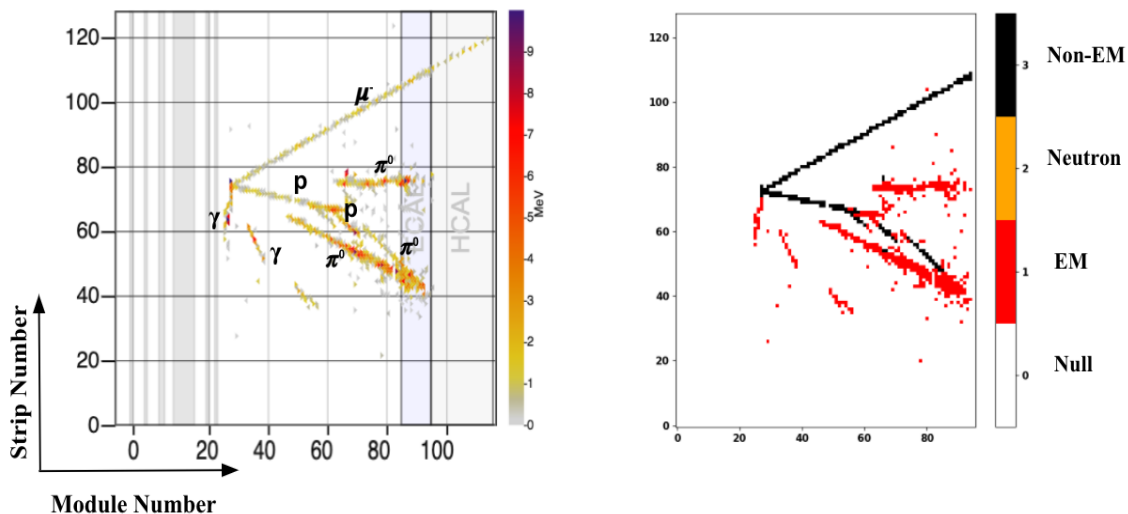 120
100
80
60
40
20
0
0
20
40
60
80
100
Strip Number
Module Number
μ⁻
π⁰
p
p
γ
γ
π⁰
π⁰
ECAL
HCAL
9
8
7
6
5
4
3
2
1
0
MeV
120
100
80
60
40
20
0
0
20
40
60
80
3
2
1
0
Non-EM
Neutron
EM
Null